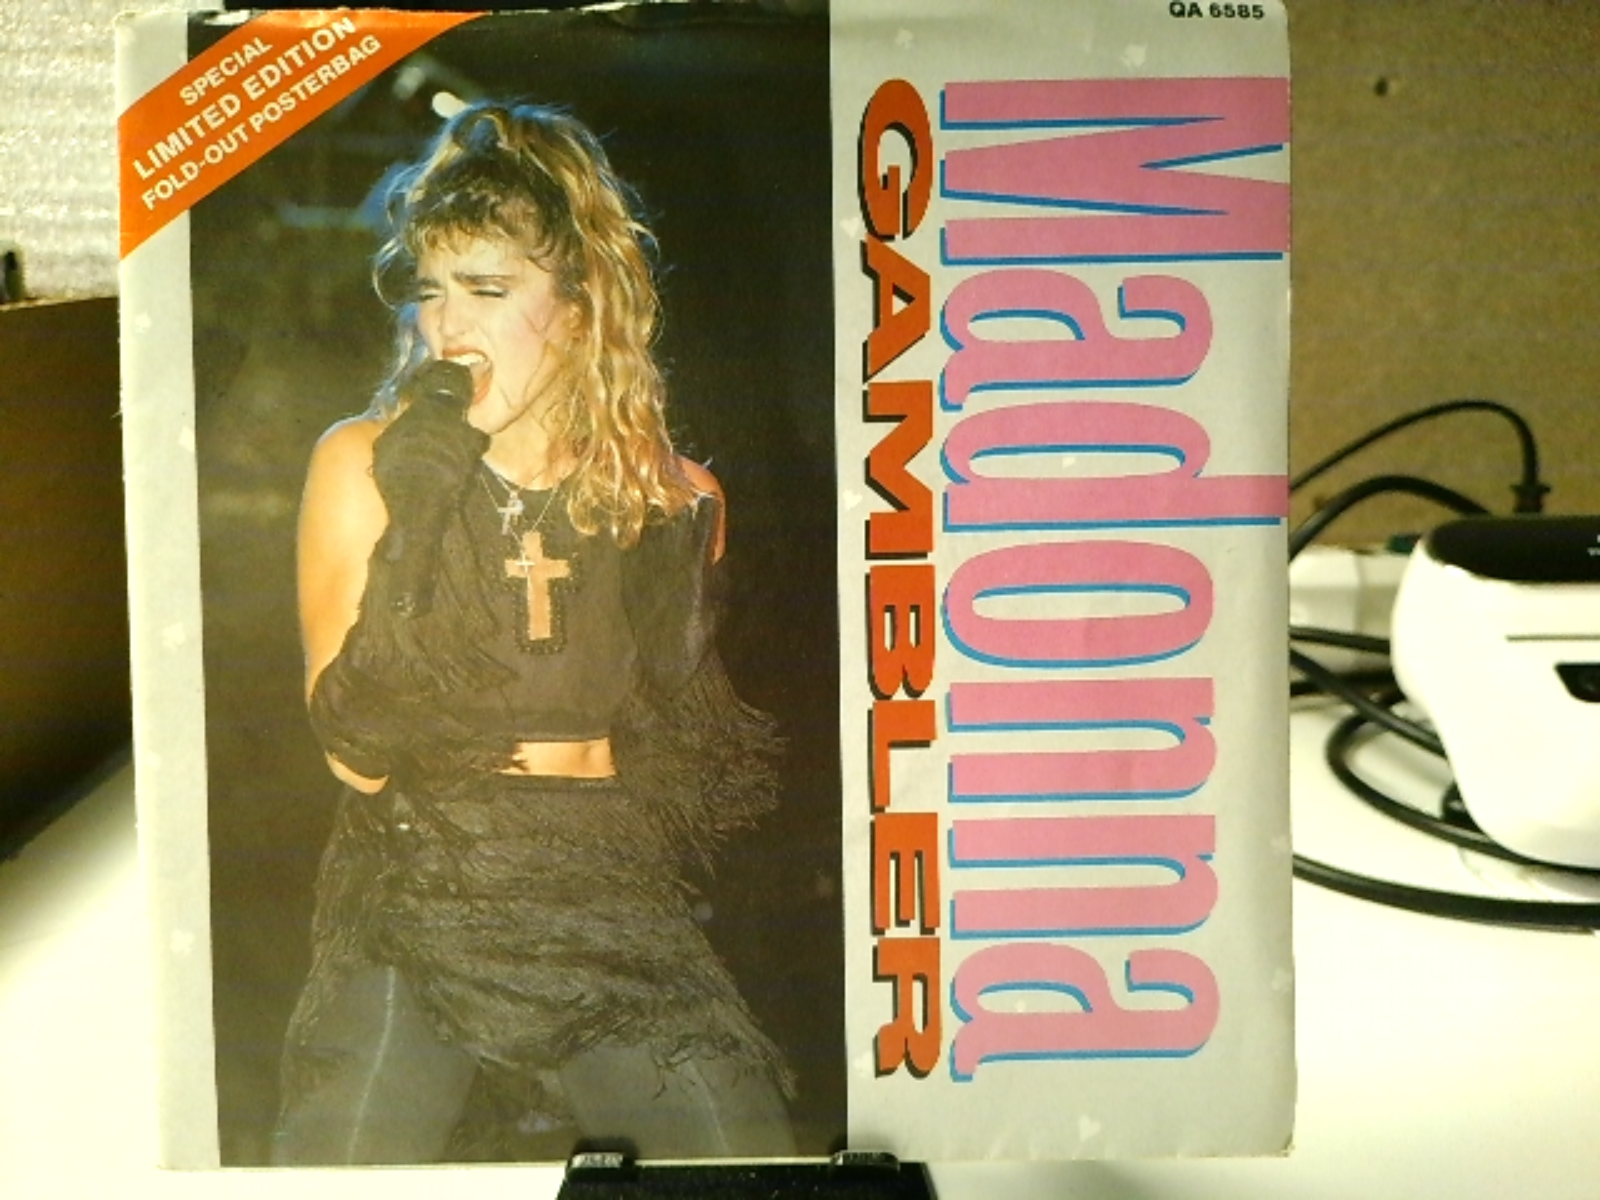 SPECIAL
LIMITED EDITION
FOLD-OUT POSTERBAG
QA 6585
Madonna
GAMBLER